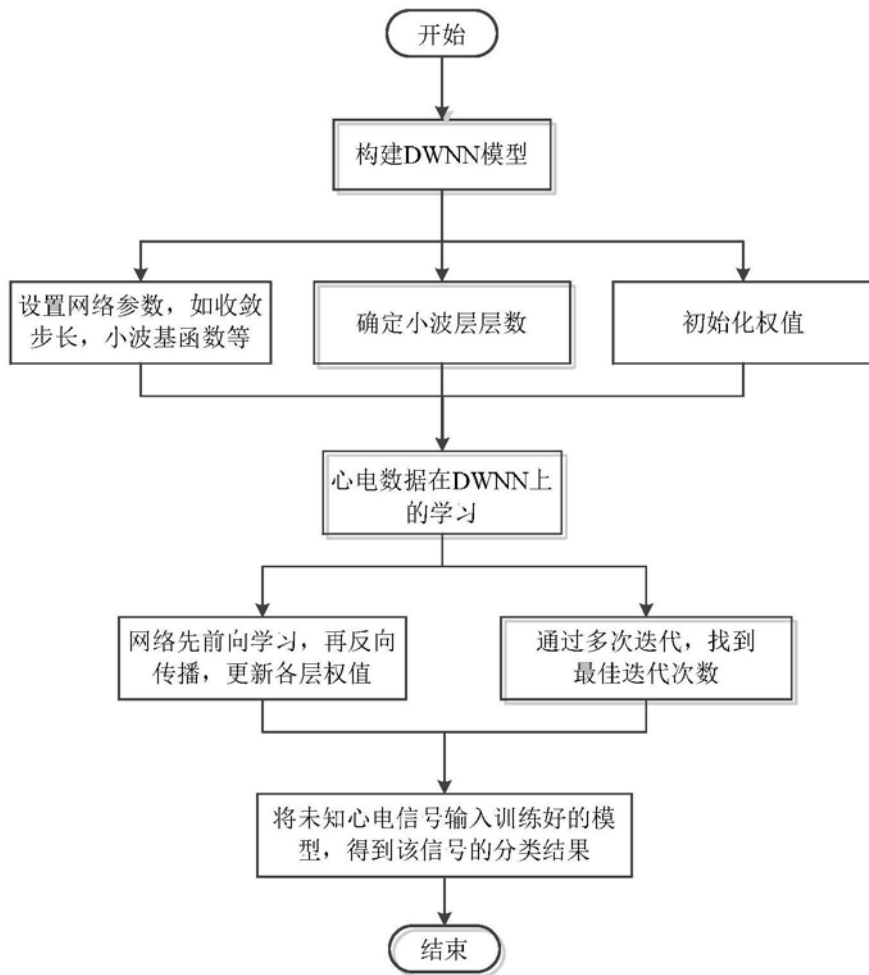 开始
构建DWNN模型
设置网络参数，如收敛
步长，小波基函数等
确定小波层层数
初始化权值
心电数据在DWNN上
的学习
网络先前向学习，再反向
传播，更新各层权值
通过多次迭代，找到
最佳迭代次数
将未知心电信号输入训练好的模
型，得到该信号的分类结果
结束